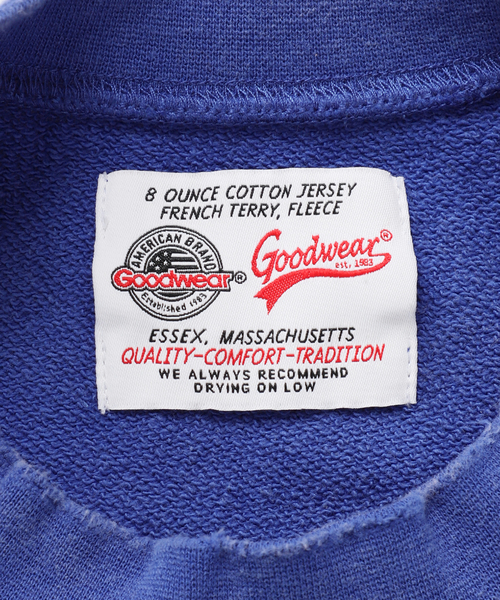 8 OUNCE COTTON JERSEY
FRENCH TERRY, FLEECE
AMERICAN BRAND
Goodwear®
Established 1983
Goodwear®
est. 1983
ESSEX, MASSACHUSETTS
QUALITY-COMFORT-TRADITION
WE ALWAYS RECOMMEND
DRYING ON LOW